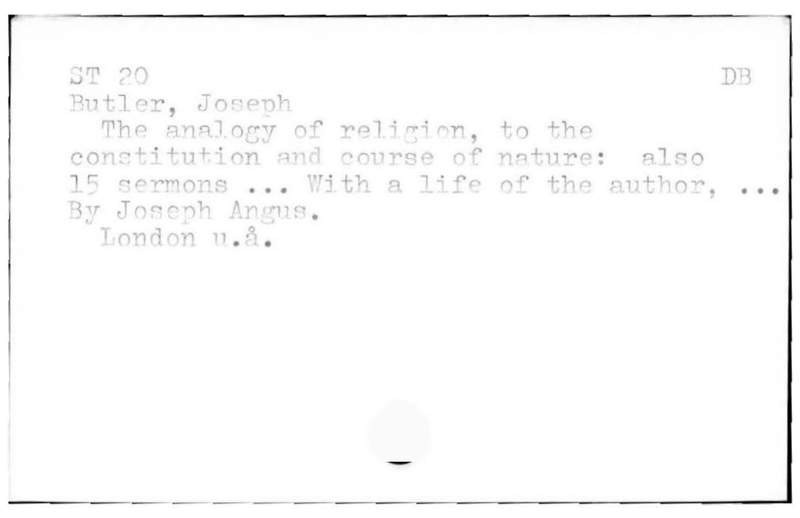 ST 20 DB
Butler, Joseph
The analogy of religion, to the
constitution and course of nature: also
15 sermons ... With a life of the author, ...
By Joseph Angus.
London u.å.